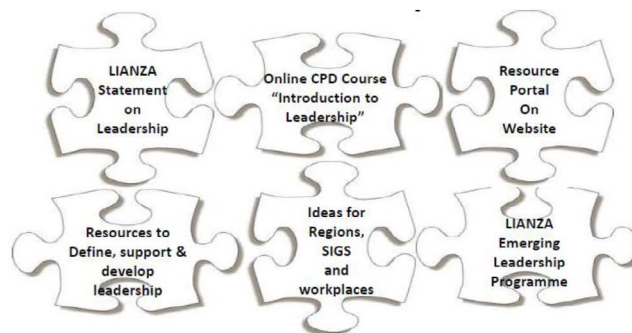 LIANZA
Statement
on
Leadership
Online CPD Course
“Introduction to
Leadership”
Resource
Portal
On
Website
Resources to
Define, support &
develop
leadership
Ideas for
Regions,
SIGS
and
workplaces
LIANZA
Emerging
Leadership
Programme